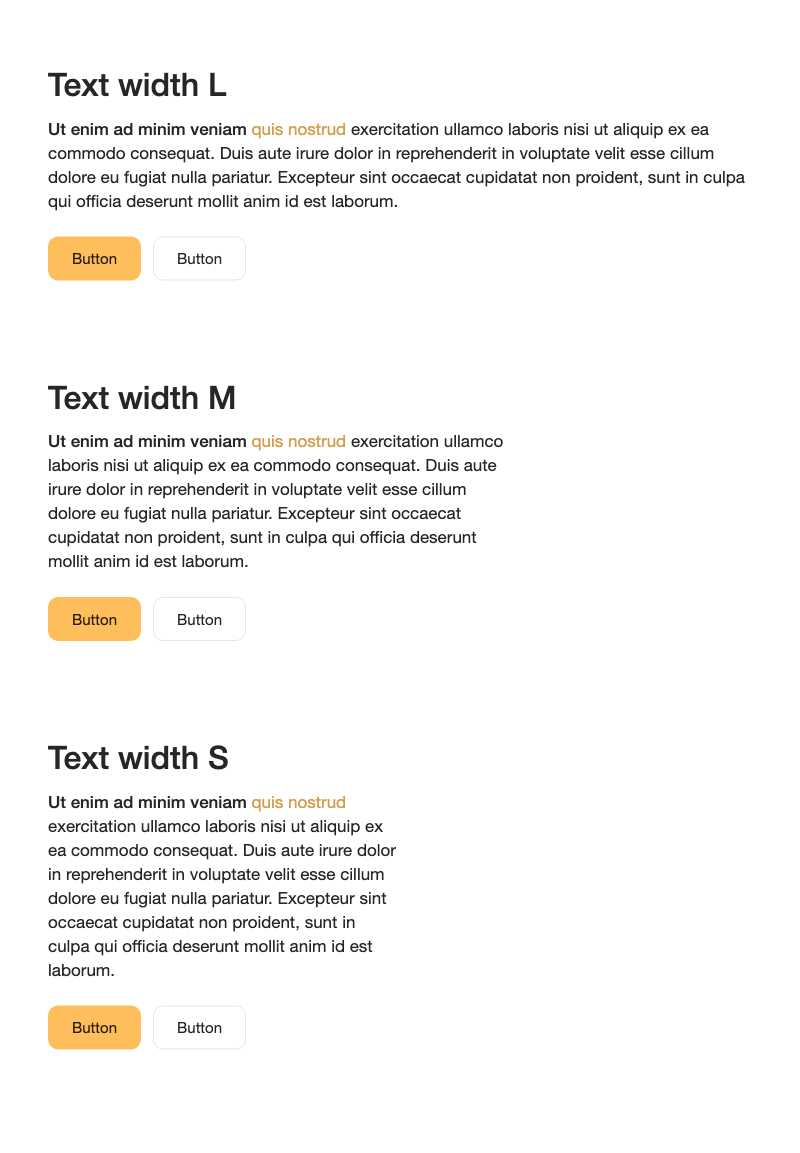 Text width L
Ut enim ad minim veniam quis nostrud exercitation ullamco laboris nisi ut aliquip ex ea
commodo consequat. Duis aute irure dolor in reprehenderit in voluptate velit esse cillum
dolore eu fugiat nulla pariatur. Excepteur sint occaecat cupidatat non proident, sunt in culpa
qui officia deserunt mollit anim id est laborum.
Button Button
Text width M
Ut enim ad minim veniam quis nostrud exercitation ullamco
laboris nisi ut aliquip ex ea commodo consequat. Duis aute
irure dolor in reprehenderit in voluptate velit esse cillum
dolore eu fugiat nulla pariatur. Excepteur sint occaecat
cupidatat non proident, sunt in culpa qui officia deserunt
mollit anim id est laborum.
Button Button
Text width S
Ut enim ad minim veniam quis nostrud
exercitation ullamco laboris nisi ut aliquip ex
ea commodo consequat. Duis aute irure dolor
in reprehenderit in voluptate velit esse cillum
dolore eu fugiat nulla pariatur. Excepteur sint
occaecat cupidatat non proident, sunt in
culpa qui officia deserunt mollit anim id est
laborum.
Button Button